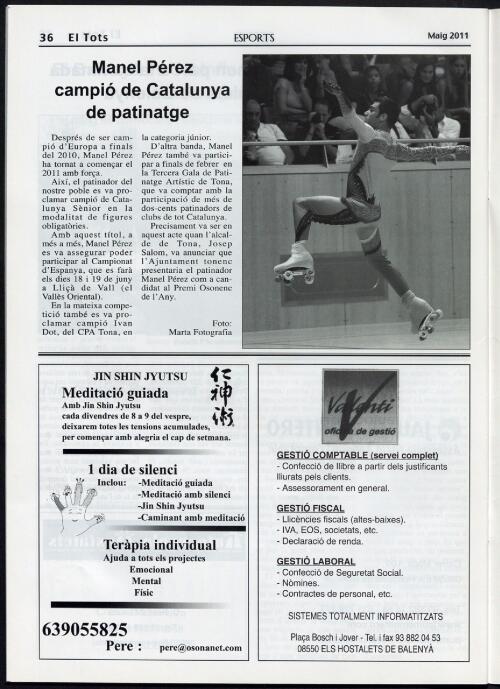 36 El Tots
ESPORTS
Maig 2011
Manel Pérez
campió de Catalunya
de patinatge
Després de ser cam-
pió d'Europa a finals
del 2010, Manel Pérez
ha tornat a començar el
2011 amb força.
Així, el patinador del
nostre poble es va pro-
clamar campió de Cata-
lunya Sènior en la
modalitat de figures
obligatòries.
Amb aquest títol, a
més a més, Manel Pérez
es va assegurar poder
participar al Campionat
d'Espanya, que es farà
els dies 18 i 19 de juny
a Lliçà de Vall (el
Vallès Oriental).
En la mateixa compe-
tició també es va pro-
clamar campió Ivan
Dot, del CPA Tona, en
la categoria júnior.
D'altra banda, Manel
Pérez també va partici-
par a finals de febrer en
la Tercera Gala de Pati-
natge Artístic de Tona,
que va comptar amb la
participació de més de
dos-cents patinadors de
clubs de tot Catalunya.
Precisament va ser en
aquest acte quan l'alcal-
de de Tona, Josep
Salom, va anunciar que
l'Ajuntament tonenc
presentaria el patinador
Manel Pérez com a can-
didat al Premi Osonenc
de l'Any.
Foto:
Marta Fotografia
JIN SHIN JYUTSU
仁神術
Meditació guiada
Amb Jin Shin Jyutsu
cada divendres de 8 a 9 del vespre,
deixarem totes les tensions acumulades,
per començar amb alegria el cap de setmana.
1 dia de silenci
Inclou: -Meditació guiada
-Meditació amb silenci
-Jin Shin Jyutsu
-Caminant amb meditació
Teràpia individual
Ajuda a tots els projectes
Emocional
Mental
Físic
639055825
Pere : pere@osonanet.com
Valentí
oficina de gestió
GESTIÓ COMPTABLE (servei complet)
- Confecció de llibre a partir dels justificants
lliurats pels clients.
- Assessorament en general.
GESTIÓ FISCAL
- Llicències fiscals (altes-baixes).
- IVA, EOS, societats, etc.
- Declaració de renda.
GESTIÓ LABORAL
- Confecció de Seguretat Social.
- Nòmines.
- Contractes de personal, etc.
SISTEMES TOTALMENT INFORMATITZATS
Plaça Bosch i Jover - Tel. i fax 93 882 04 53
08550 ELS HOSTALETS DE BALENYÀ